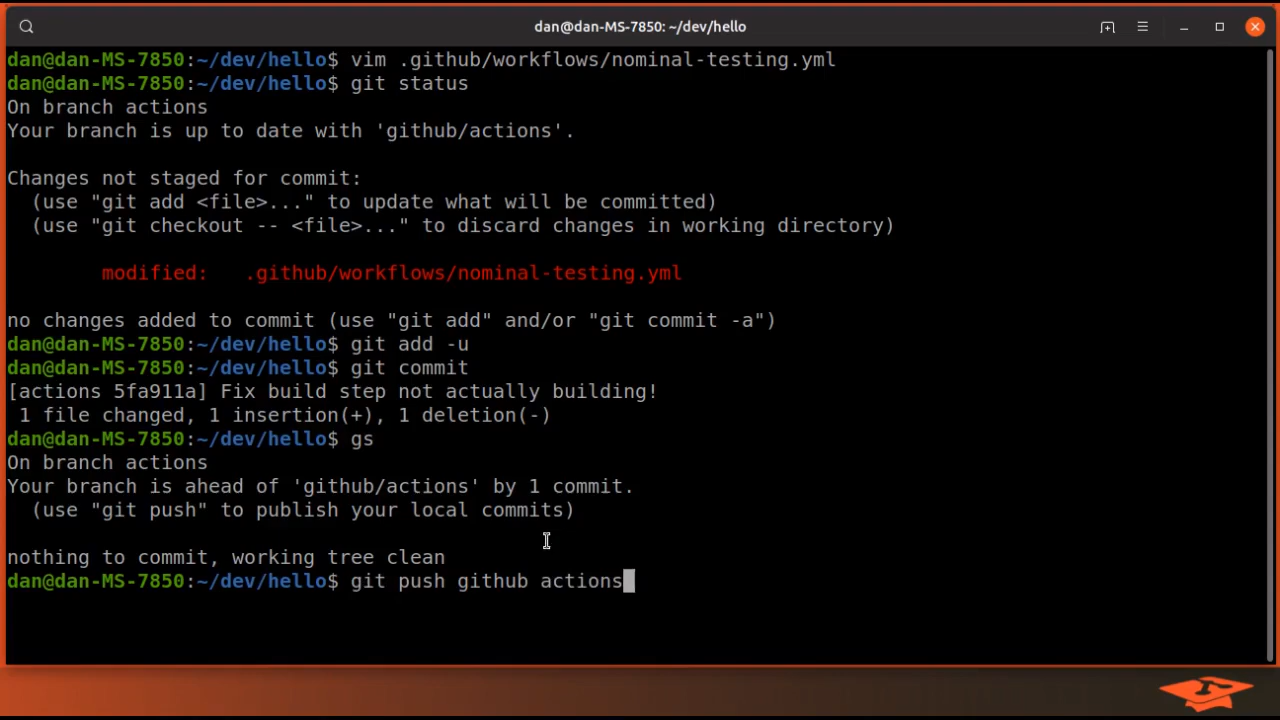 dan@dan-MS-7850: ~/dev/hello
dan@dan-MS-7850:~/dev/hello$ vim .github/workflows/nominal-testing.yml
dan@dan-MS-7850:~/dev/hello$ git status
On branch actions
Your branch is up to date with 'github/actions'.
Changes not staged for commit:
  (use "git add <file>..." to update what will be committed)
  (use "git checkout -- <file>..." to discard changes in working directory)
        modified:   .github/workflows/nominal-testing.yml
no changes added to commit (use "git add" and/or "git commit -a")
dan@dan-MS-7850:~/dev/hello$ git add -u
dan@dan-MS-7850:~/dev/hello$ git commit
[actions 5fa911a] Fix build step not actually building!
 1 file changed, 1 insertion(+), 1 deletion(-)
dan@dan-MS-7850:~/dev/hello$ gs
On branch actions
Your branch is ahead of 'github/actions' by 1 commit.
  (use "git push" to publish your local commits)
nothing to commit, working tree clean
dan@dan-MS-7850:~/dev/hello$ git push github actions